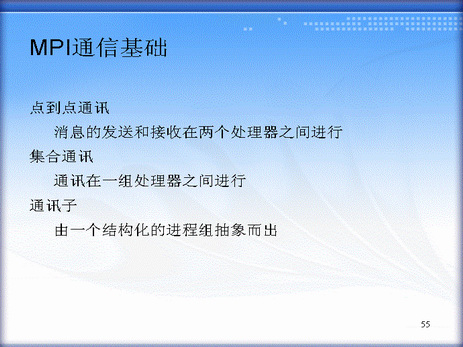 MPI通信基础
点到点通讯
消息的发送和接收在两个处理器之间进行
集合通讯
通讯在一组处理器之间进行
通讯子
由一个结构化的进程组抽象而出
55